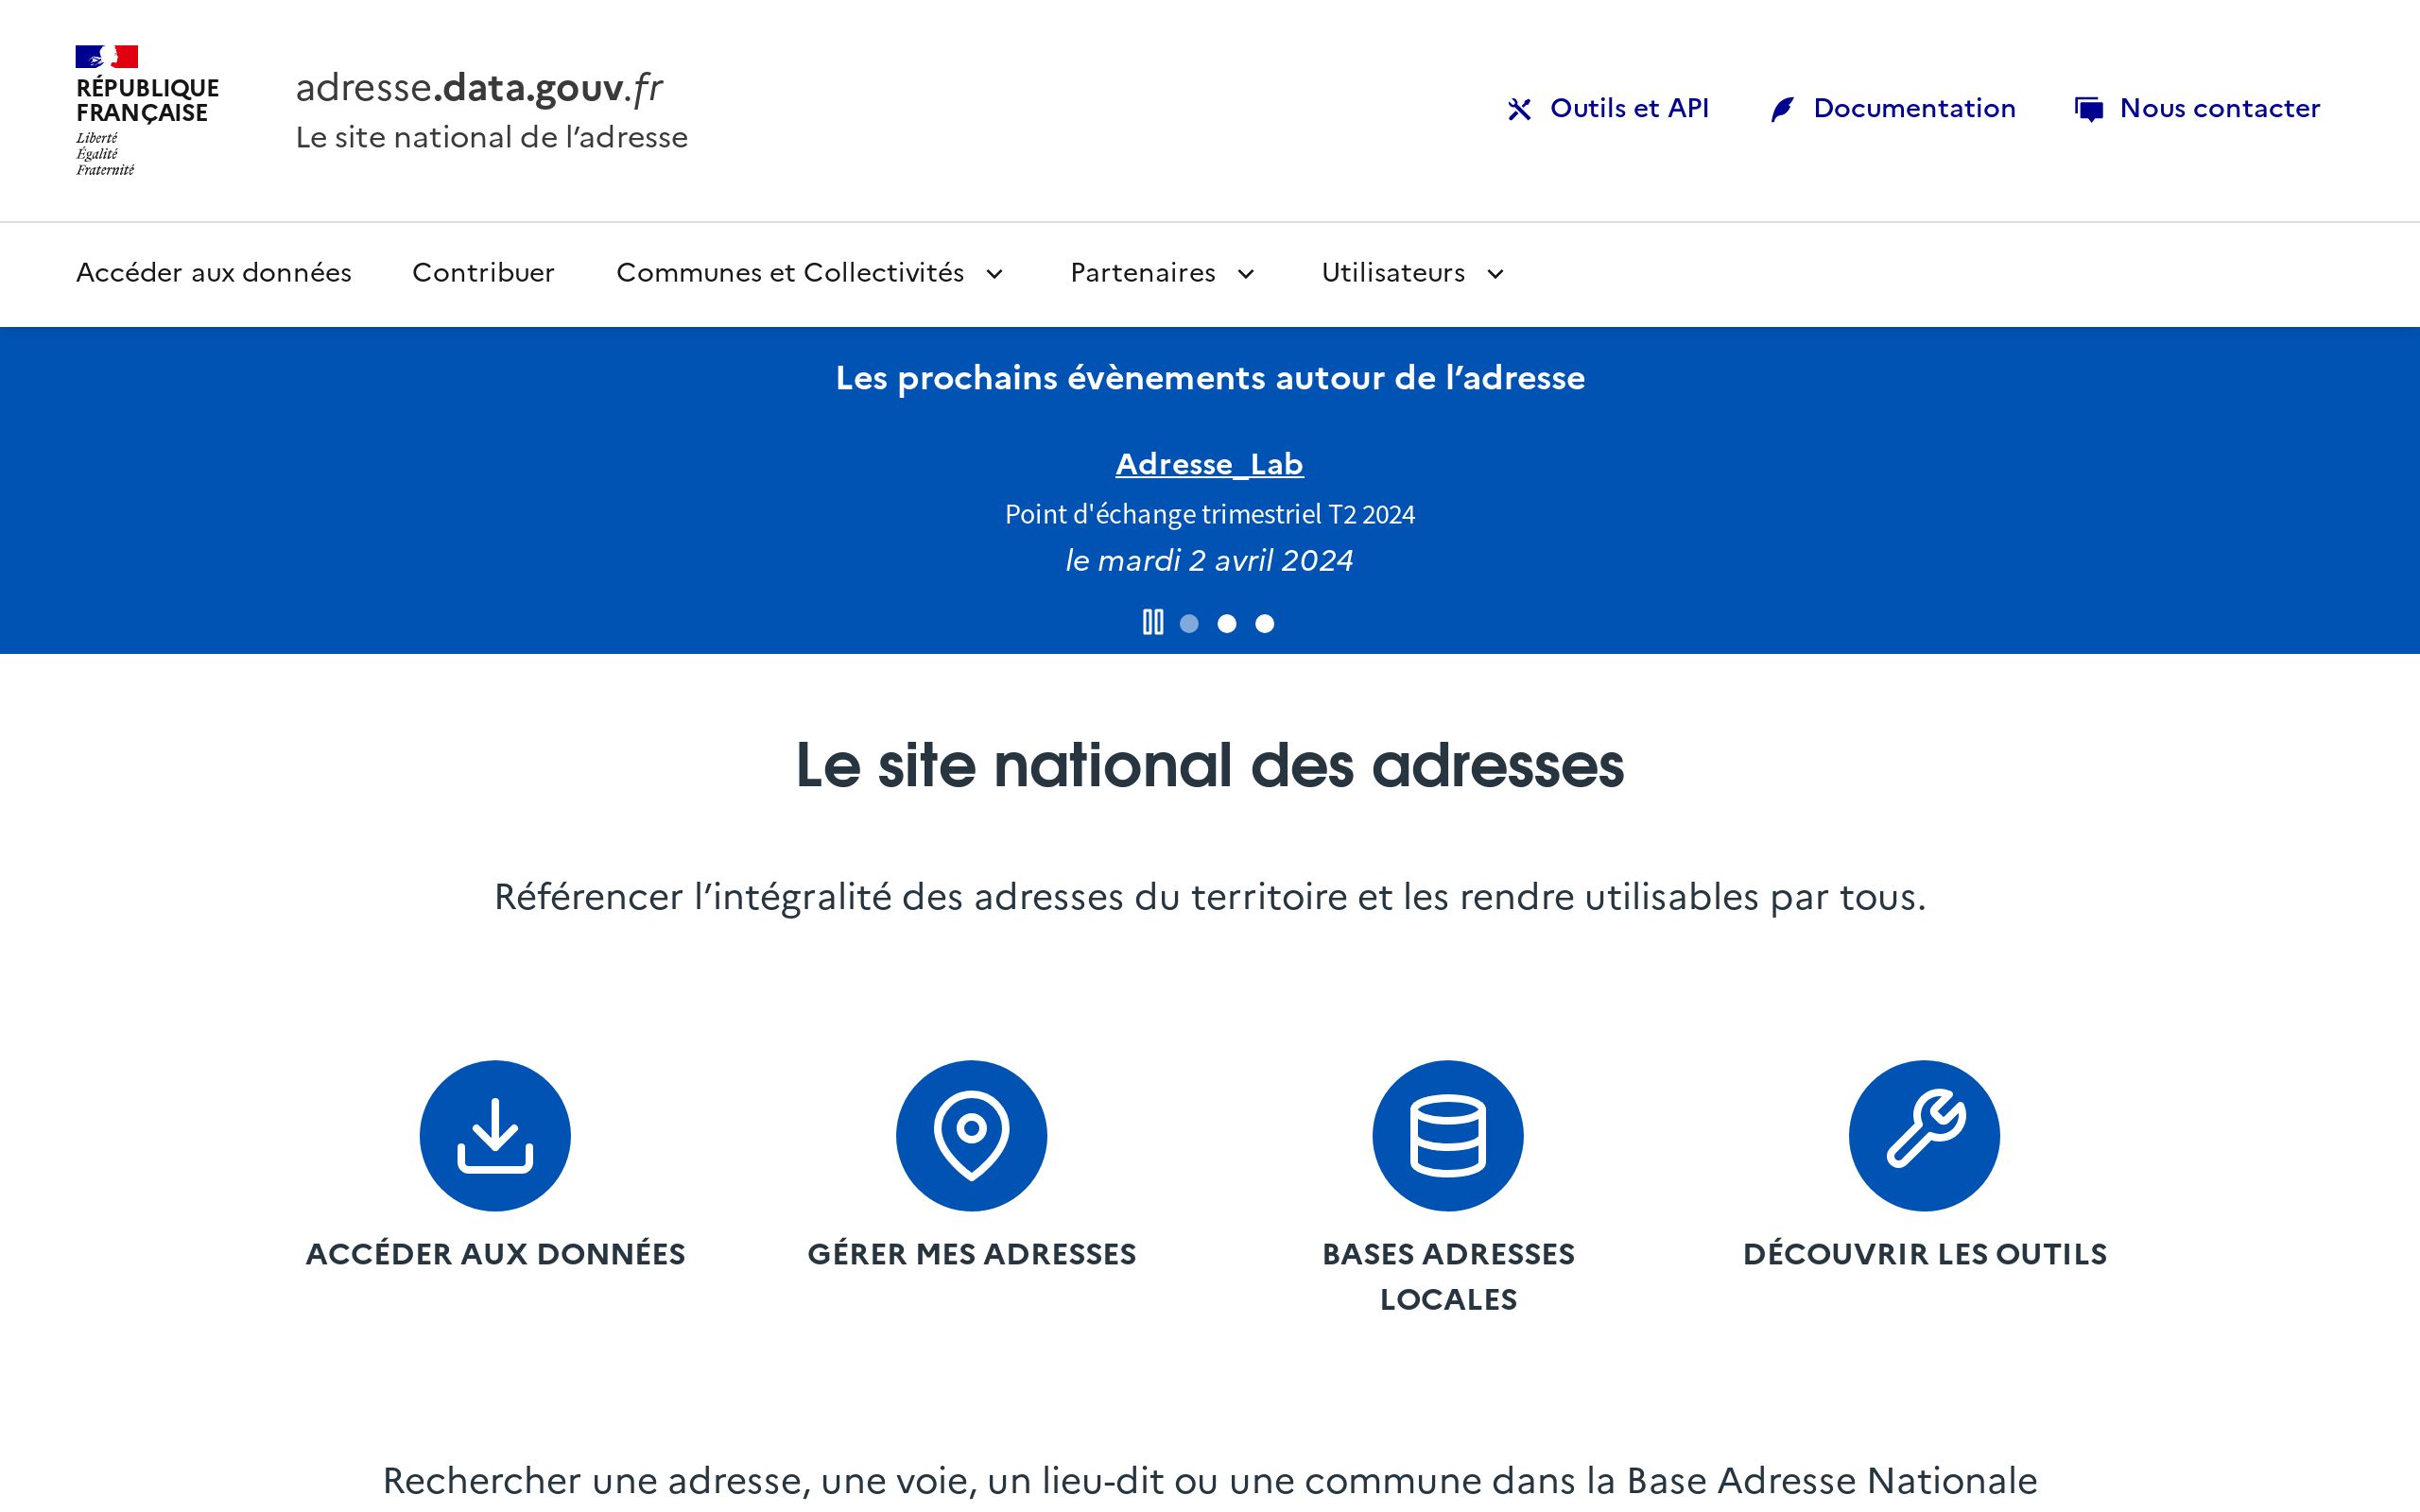 RÉPUBLIQUE
FRANÇAISE
Liberté
Égalité
Fraternité
adresse.data.gouv.fr
Le site national de l’adresse
Outils et API
Documentation
Nous contacter
Accéder aux données
Contribuer
Communes et Collectivités
Partenaires
Utilisateurs
Les prochains évènements autour de l’adresse
Adresse_Lab
Point d'échange trimestriel T2 2024
le mardi 2 avril 2024
Le site national des adresses
Référencer l’intégralité des adresses du territoire et les rendre utilisables par tous.
ACCÉDER AUX DONNÉES
GÉRER MES ADRESSES
BASES ADRESSES
LOCALES
DÉCOUVRIR LES OUTILS
Rechercher une adresse, une voie, un lieu-dit ou une commune dans la Base Adresse Nationale